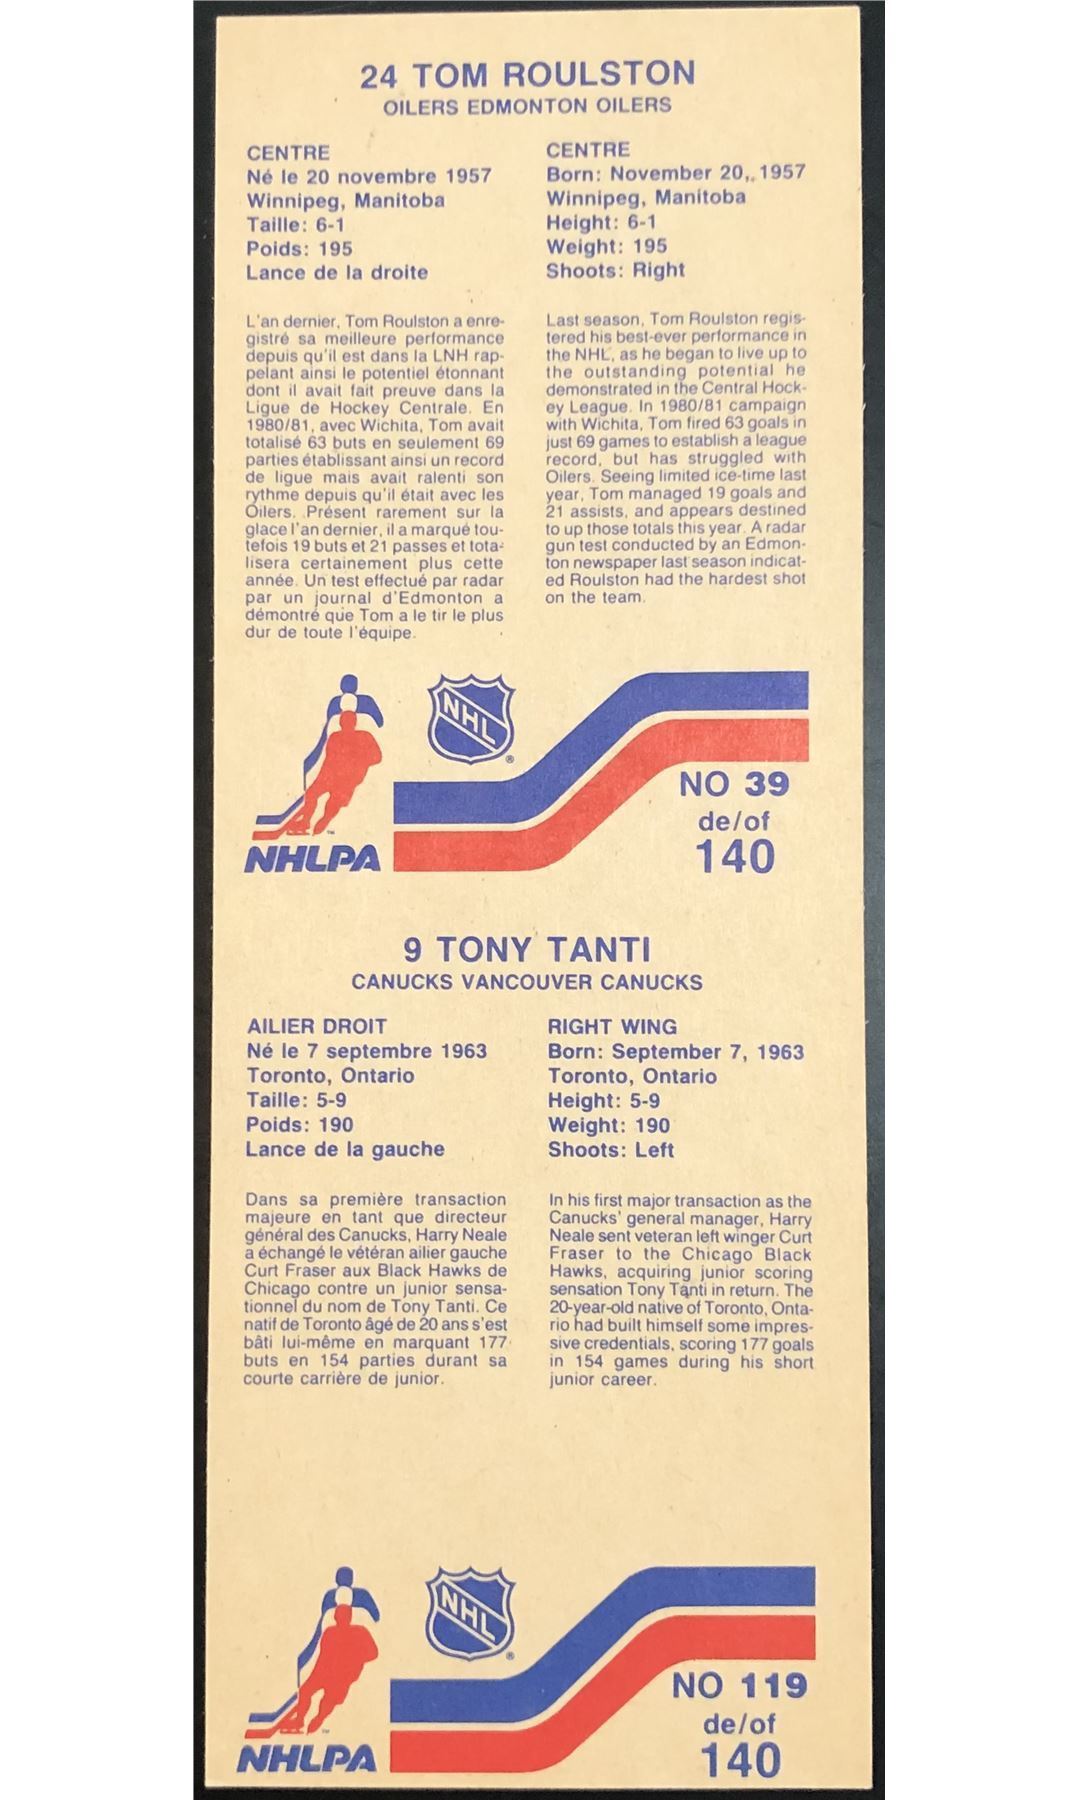 24 TOM ROULSTON
OILERS EDMONTON OILERS
CENTRE
Né le 20 novembre 1957
Winnipeg, Manitoba
Taille: 6-1
Poids: 195
Lance de la droite
CENTRE
Born: November 20, 1957
Winnipeg, Manitoba
Height: 6-1
Weight: 195
Shoots: Right
L'an dernier, Tom Roulston a enre-
gistré sa meilleure performance
depuis qu'il est dans la LNH rap-
pelant ainsi le potentiel étonnant
dont il avait fait preuve dans la
Ligue de Hockey Centrale. En
1980/81, avec Wichita, Tom avait
totalisé 63 buts en seulement 69
parties établissant ainsi un record
de ligue mais avait ralenti son
rythme depuis qu'il était avec les
Oilers. Présent rarement sur la
glace l'an dernier, il a marqué tou-
tefois 19 buts et 21 passes et tota-
lisera certainement plus cette
année. Un test effectué par radar
par un journal d'Edmonton a
démontré que Tom a le tir le plus
dur de toute l'équipe.
Last season, Tom Roulston regis-
tered his best-ever performance in
the NHL, as he began to live up to
the outstanding potential he
demonstrated in the Central Hock-
ey League. In 1980/81 campaign
with Wichita, Tom fired 63 goals in
just 69 games to establish a league
record, but has struggled with
Oilers. Seeing limited ice-time last
year, Tom managed 19 goals and
21 assists, and appears destined
to up those totals this year. A radar
gun test conducted by an Edmon-
ton newspaper last season indicat-
ed Roulston had the hardest shot
on the team.
NHL
NHLPA
NO 39
de/of
140
9 TONY TANTI
CANUCKS VANCOUVER CANUCKS
AILIER DROIT
Né le 7 septembre 1963
Toronto, Ontario
Taille: 5-9
Poids: 190
Lance de la gauche
RIGHT WING
Born: September 7, 1963
Toronto, Ontario
Height: 5-9
Weight: 190
Shoots: Left
Dans sa première transaction
majeure en tant que directeur
général des Canucks, Harry Neale
a échangé le vétéran ailier gauche
Curt Fraser aux Black Hawks de
Chicago contre un junior sensa-
tionnel du nom de Tony Tanti. Ce
natif de Toronto âgé de 20 ans s'est
bâti lui-même en marquant 177
buts en 154 parties durant sa
courte carrière de junior.
In his first major transaction as the
Canucks' general manager, Harry
Neale sent veteran left winger Curt
Fraser to the Chicago Black
Hawks, acquiring junior scoring
sensation Tony Tanti in return. The
20-year-old native of Toronto, Onta-
rio had built himself some impres-
sive credentials, scoring 177 goals
in 154 games during his short
junior career.
NHL
NHLPA
NO 119
de/of
140